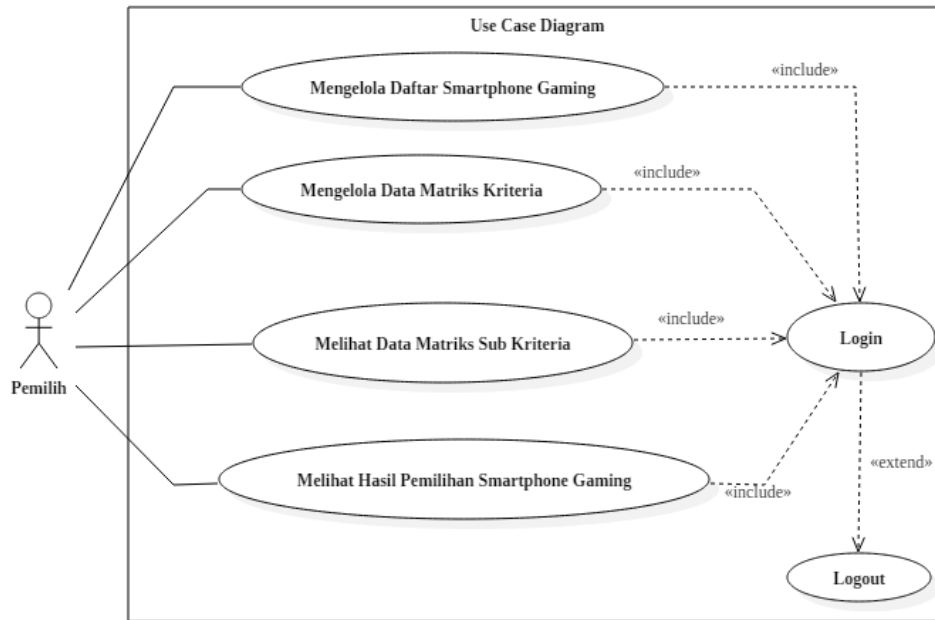 Use Case Diagram
Mengelola Daftar Smartphone Gaming
«include»
Mengelola Data Matriks Kriteria
«include»
Melihat Data Matriks Sub Kriteria
«include»
Login
Pemilih
Melihat Hasil Pemilihan Smartphone Gaming
«include»
«extend»
Logout